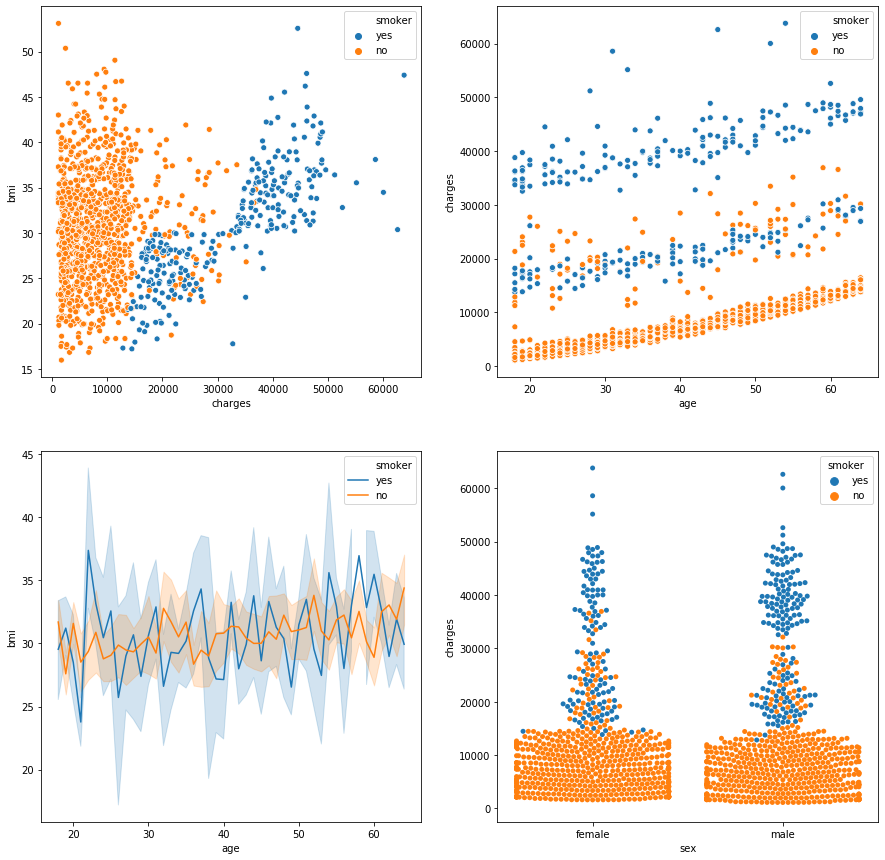 smoker
yes
no
50
45
40
35
30
25
20
15
bmi
0 10000 20000 30000 40000 50000 60000
charges
smoker
yes
no
60000
50000
40000
30000
20000
10000
0
charges
20 30 40 50 60
age
smoker
yes
no
45
40
35
30
25
20
bmi
20 30 40 50 60
age
smoker
yes
no
60000
50000
40000
30000
20000
10000
0
charges
female male
sex